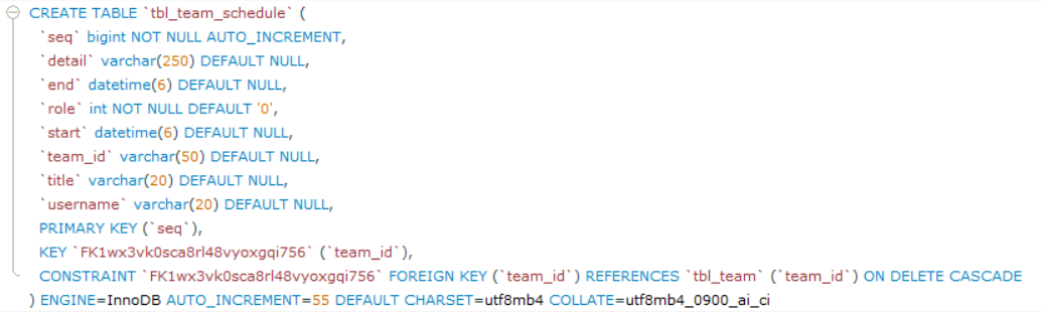 CREATE TABLE `tbl_team_schedule` (
`seq` bigint NOT NULL AUTO_INCREMENT,
`detail` varchar(250) DEFAULT NULL,
`end` datetime(6) DEFAULT NULL,
`role` int NOT NULL DEFAULT '0',
`start` datetime(6) DEFAULT NULL,
`team_id` varchar(50) DEFAULT NULL,
`title` varchar(20) DEFAULT NULL,
`username` varchar(20) DEFAULT NULL,
PRIMARY KEY (`seq`),
KEY `FK1wx3vk0sca8rl48vyoxgqi756` (`team_id`),
CONSTRAINT `FK1wx3vk0sca8rl48vyoxgqi756` FOREIGN KEY (`team_id`) REFERENCES `tbl_team` (`team_id`) ON DELETE CASCADE
) ENGINE=InnoDB AUTO_INCREMENT=55 DEFAULT CHARSET=utf8mb4 COLLATE=utf8mb4_0900_ai_ci